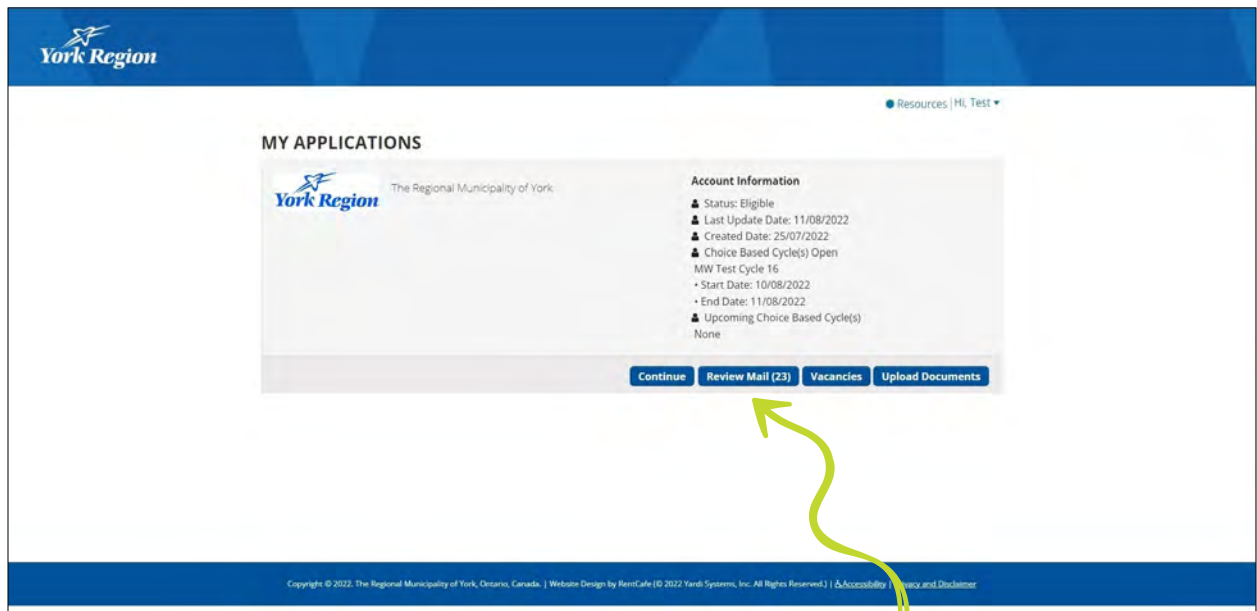 York Region
Resources | Hi, Test
MY APPLICATIONS
York Region
The Regional Municipality of York
Account Information
Status: Eligible
Last Update Date: 11/08/2022
Created Date: 25/07/2022
Choice Based Cycle(s) Open
MW Test Cycle 16
• Start Date: 10/08/2022
• End Date: 11/08/2022
Upcoming Choice Based Cycle(s)
None
Continue Review Mail (23) Vacancies Upload Documents
Copyright © 2022. The Regional Municipality of York, Ontario, Canada. | Website Design by RentCafe (© 2022 Yardi Systems, Inc. All Rights Reserved.) | Accessibility | and Disclaimer